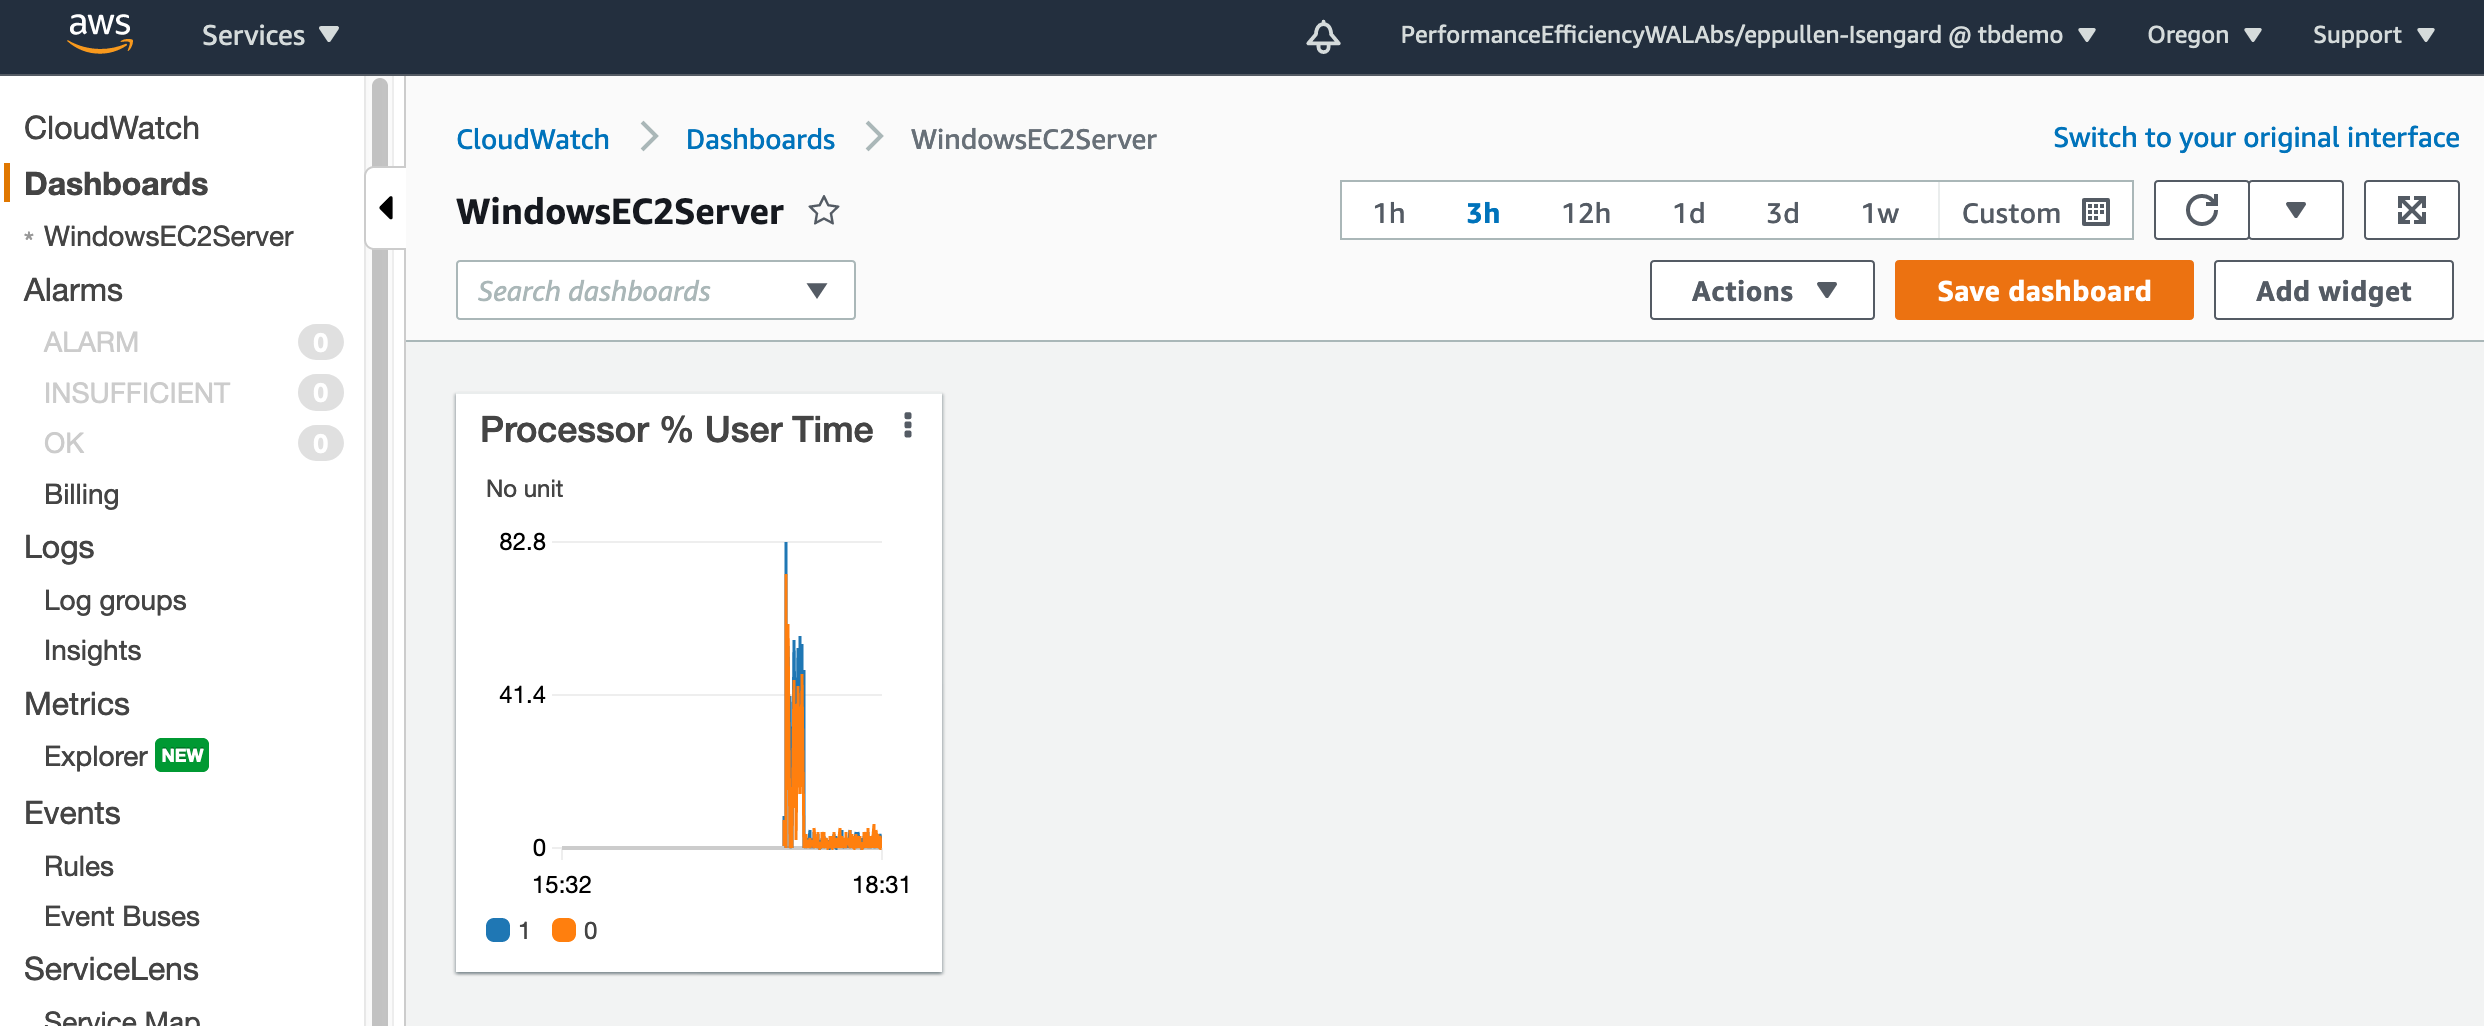 aws
Services
PerformanceEfficiencyWALAbs/eppullen-Isengard @ tbdemo
Oregon
Support
CloudWatch
Dashboards
* WindowsEC2Server
Alarms
ALARM 0
INSUFFICIENT 0
OK 0
Billing
Logs
Log groups
Insights
Metrics
Explorer NEW
Events
Rules
Event Buses
ServiceLens
Service Map
CloudWatch Dashboards WindowsEC2Server
Switch to your original interface
WindowsEC2Server
1h 3h 12h 1d 3d 1w Custom
Search dashboards
Actions
Save dashboard
Add widget
Processor % User Time
No unit
82.8
41.4
0
15:32 18:31
1 0